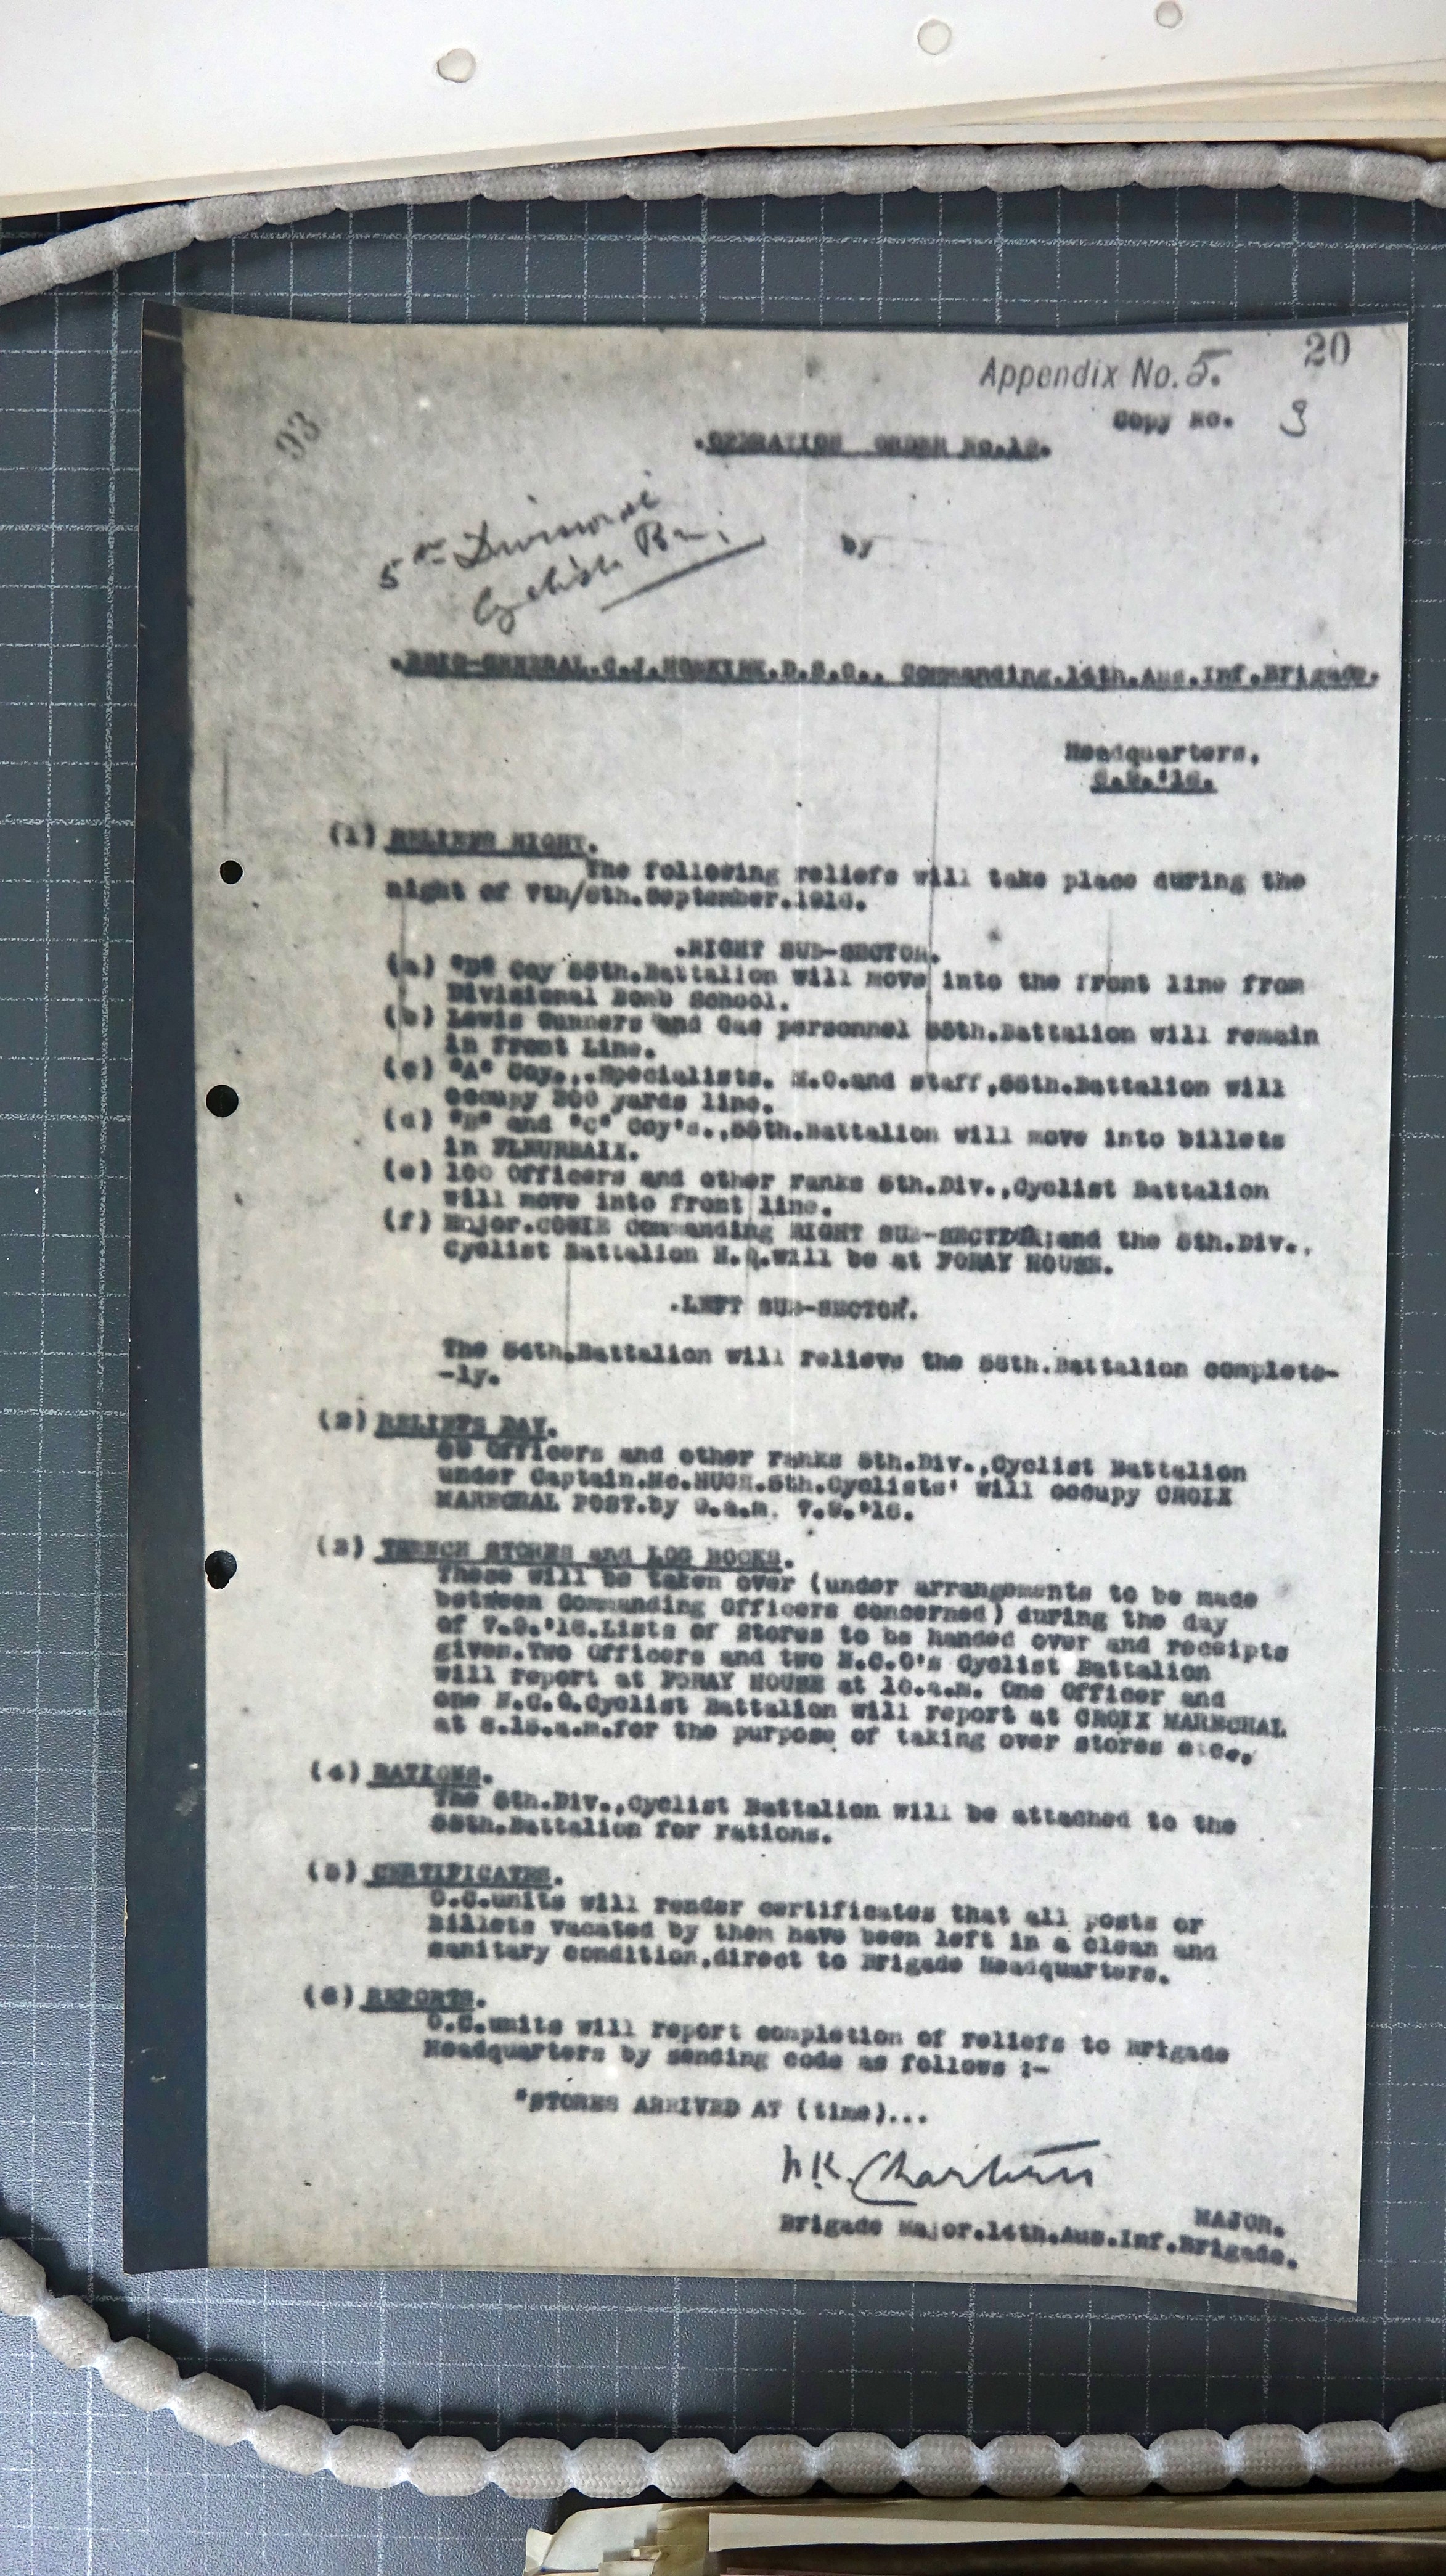 20
Appendix No. 5.
Copy No. 3
93
.OPERATION ORDER No.
5th Divisional
Cyclist Bn.
by
.BRIG-GENERAL.C.J.HOBKIRK.D.S.O., Commanding.14th.Aus.Inf.Brigade.
Headquarters.
(1) RELIEFS NIGHT.
The following reliefs will take place during the
night of 7th/8th.September.1916.
.RIGHT SUB-SECTOR.
(a) "D" Coy Battalion will move into the front line from
Divisional Bomb School.
(b) Lewis Gunners and Gas personnel Battalion will remain
in front Line.
(c) "A" Coy.,.Specialists. M.O.and staff, Battalion will
occupy 300 yards line.
(d) "B" and "C" Coy's., Battalion will move into billets
in FLEURBAIX.
(e) 100 Officers and other ranks 5th.Div.,Cyclist Battalion
will move into front line.
(f) Major. Commanding RIGHT SUB-SECTION;and the 5th.Div.,
Cyclist Battalion H.Q.will be at FORAY HOUSE.
.LEFT SUB-SECTOR.
The Battalion will relieve the Battalion complete-
-ly.
(2) RELIEFS DAY.
Officers and other ranks 5th.Div.,Cyclist Battalion
under Captain.Mc.HUGH.5th.Cyclists' will occupy CROIX
MARECHAL POST.by 7.9.'16.
(3) TRENCH STORES and LOG BOOKS.
These will be taken over (under arrangements to be made
between Commanding Officers concerned) during the day
of 7.9.'16.Lists of Stores to be handed over and receipts
given.Two Officers and two N.C.O's Cyclist Battalion
will report at FORAY HOUSE at 10.a.m. One Officer and
one N.C.O.Cyclist Battalion will report at CROIX MARECHAL
at a.m.for the purpose of taking over stores etc.,
(4) RATIONS.
The 5th.Div.,Cyclist Battalion will be attached to the
Battalion for rations.
(5) CERTIFICATES.
O.C.units will render certificates that all posts or
Billets vacated by them have been left in a clean and
sanitary condition,direct to Brigade Headquarters.
(6) REPORTS.
O.C.units will report completion of reliefs to Brigade
Headquarters by sending code as follows :-
"STORES ARRIVED AT (time)...
MAJOR.
Brigade Major.14th.Aus.Inf.Brigade.